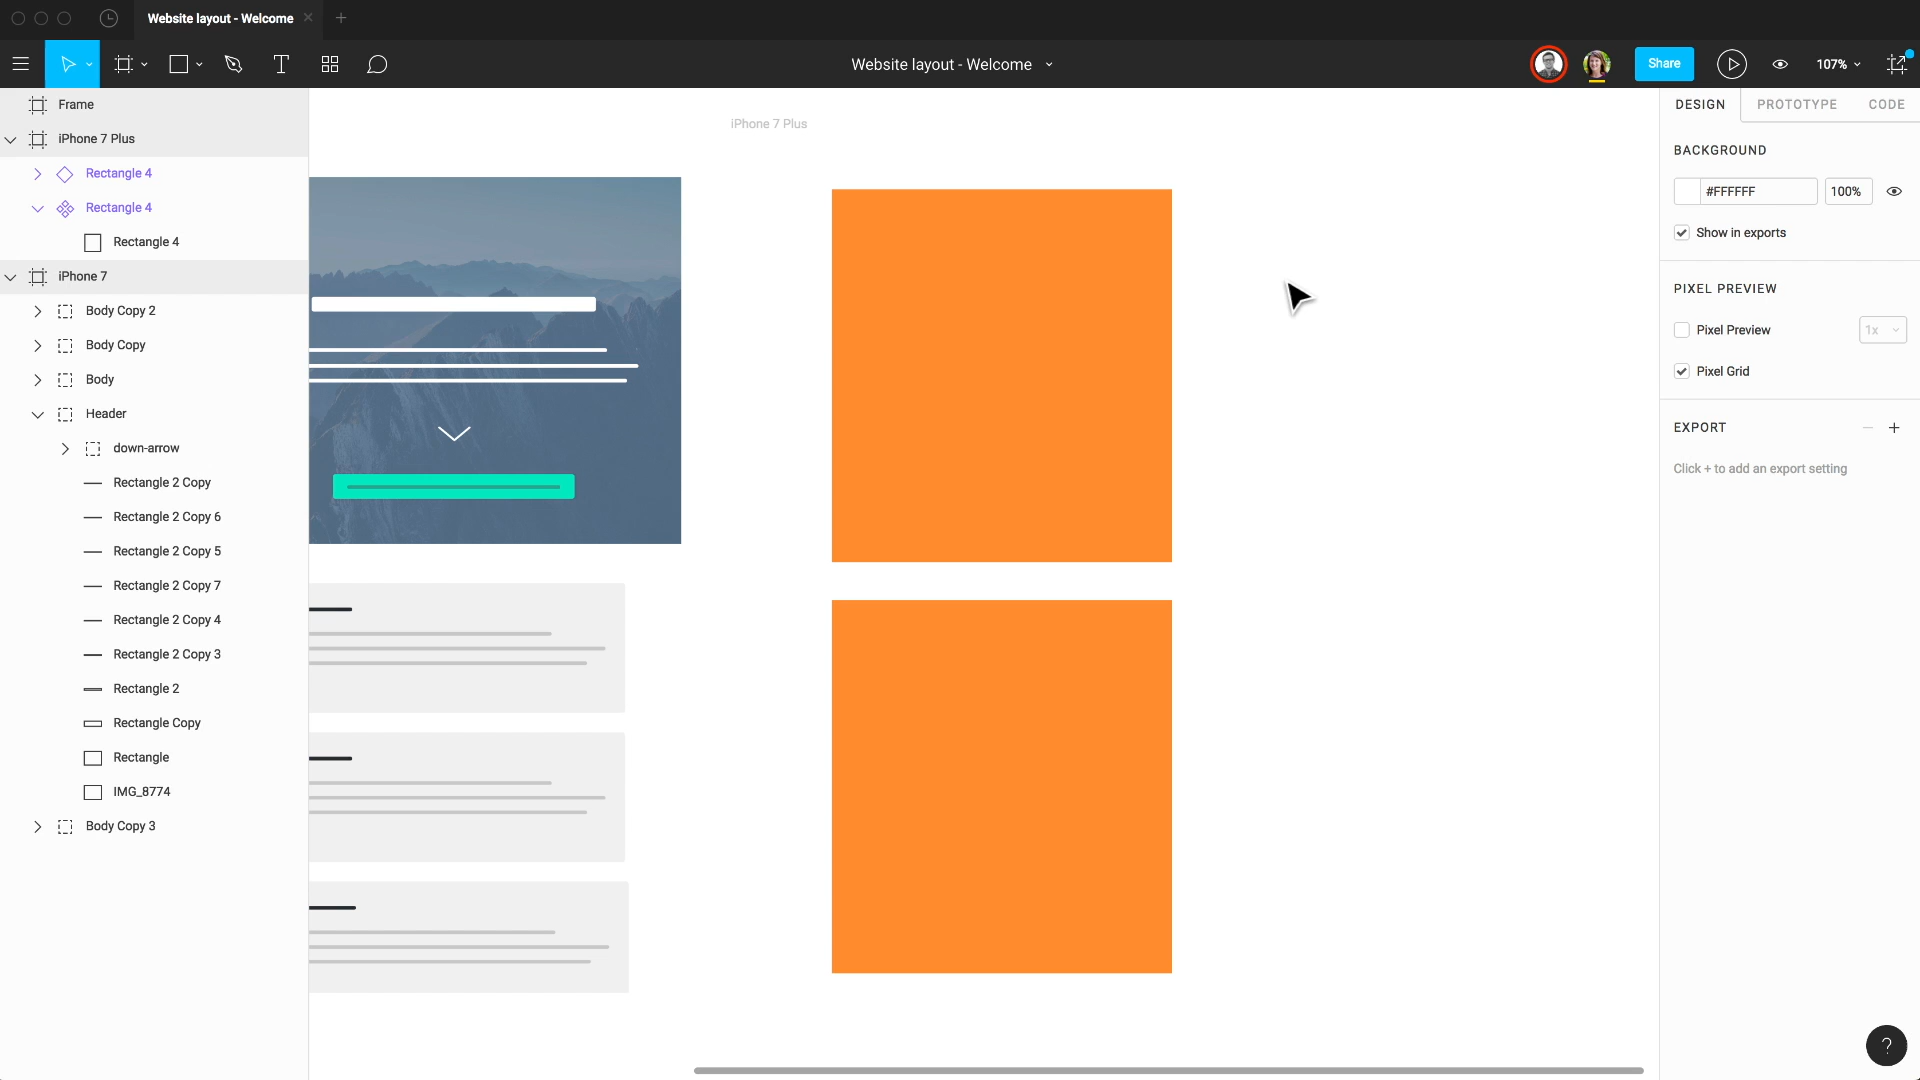 Website layout - Welcome
Website layout - Welcome
Share
107%
Frame
iPhone 7 Plus
Rectangle 4
Rectangle 4
Rectangle 4
iPhone 7
Body Copy 2
Body Copy
Body
Header
down-arrow
Rectangle 2 Copy
Rectangle 2 Copy 6
Rectangle 2 Copy 5
Rectangle 2 Copy 7
Rectangle 2 Copy 4
Rectangle 2 Copy 3
Rectangle 2
Rectangle Copy
Rectangle
IMG_8774
Body Copy 3
iPhone 7 Plus
DESIGN PROTOTYPE CODE
BACKGROUND
#FFFFFF 100%
Show in exports
PIXEL PREVIEW
Pixel Preview 1x
Pixel Grid
EXPORT
Click + to add an export setting
?